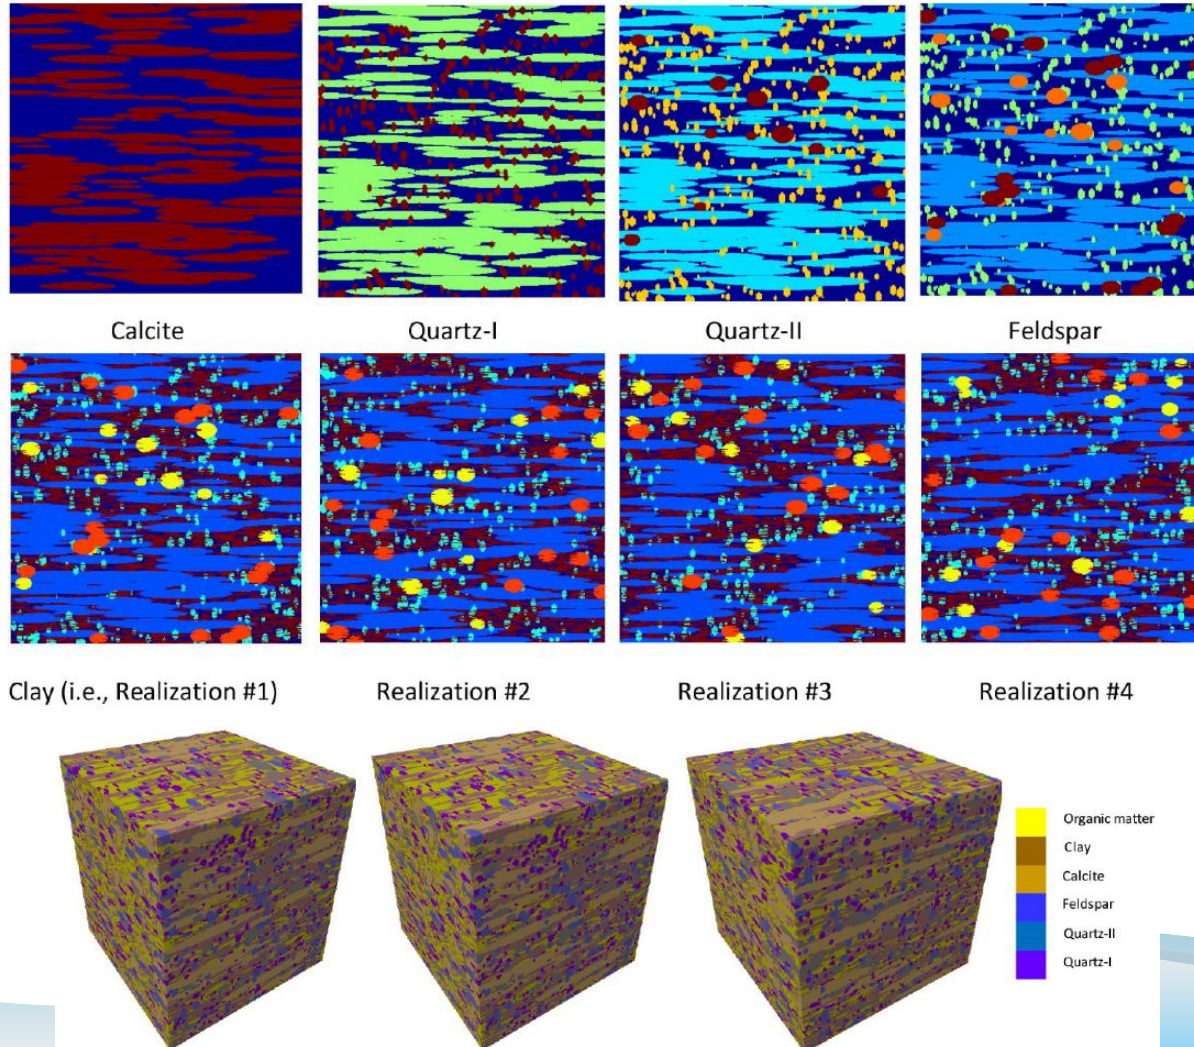 Calcite
Quartz-I
Quartz-II
Feldspar
Clay (i.e., Realization #1)
Realization #2
Realization #3
Realization #4
Organic matter
Clay
Calcite
Feldspar
Quartz-II
Quartz-I